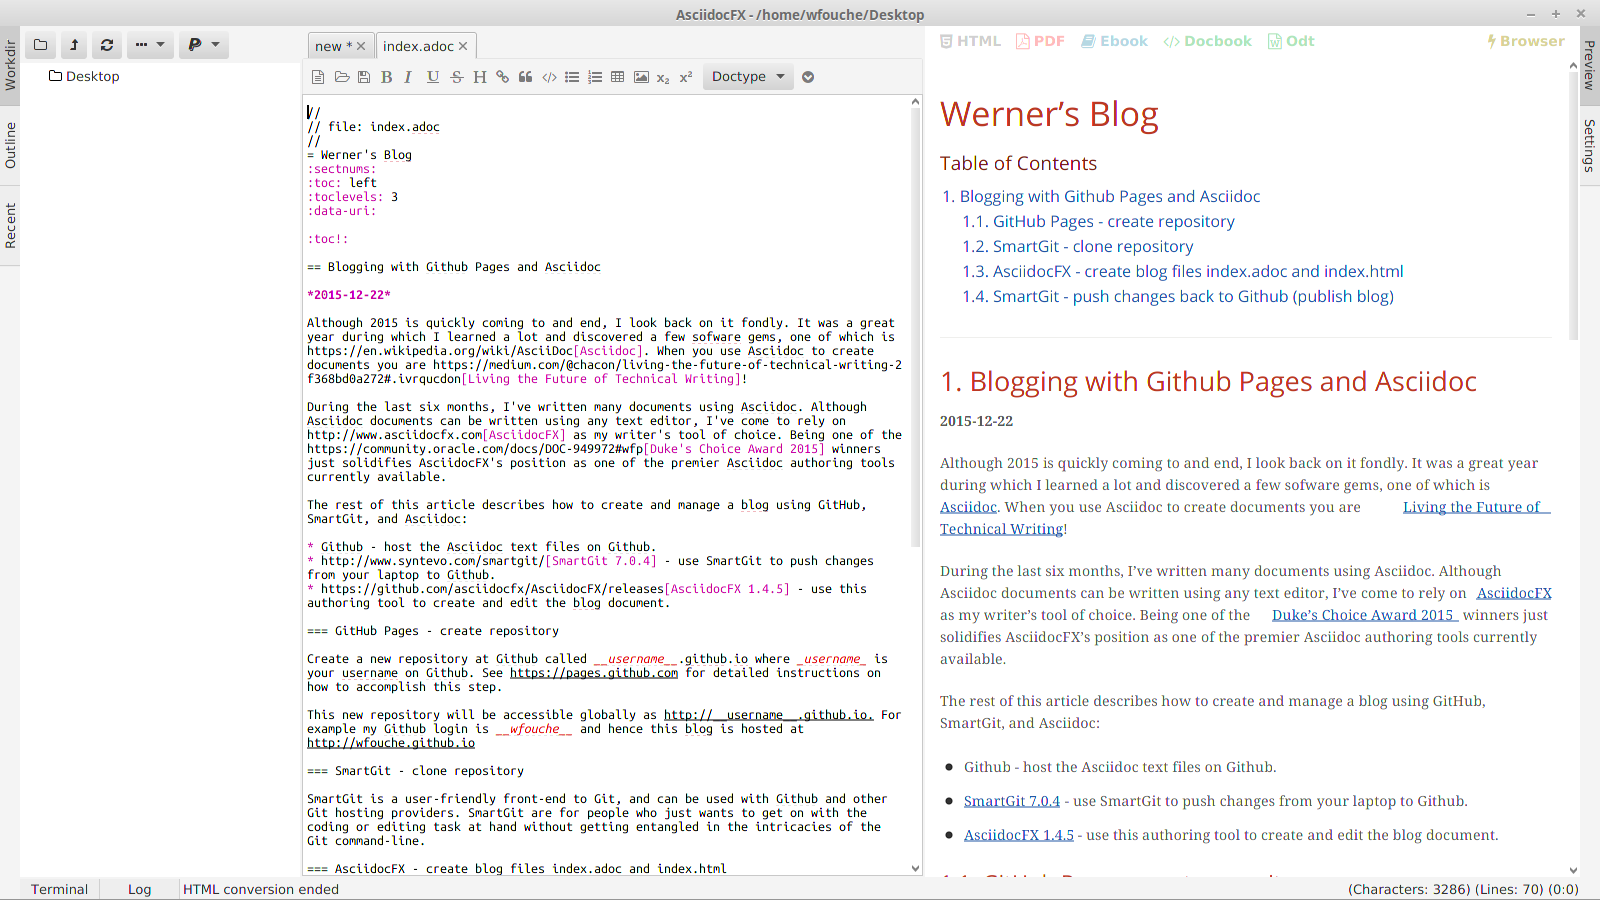 AsciidocFX - /home/wfouche/Desktop
Workdir
Outline
Recent
Desktop
new *
index.adoc
Doctype
//
// file: index.adoc
//
= Werner's Blog
:sectnums:
:toc: left
:toclevels: 3
:data-uri:
:toc!:
== Blogging with Github Pages and Asciidoc
*2015-12-22*
Although 2015 is quickly coming to and end, I look back on it fondly. It was a great
year during which I learned a lot and discovered a few sofware gems, one of which is
https://en.wikipedia.org/wiki/AsciiDoc[Asciidoc]. When you use Asciidoc to create
documents you are https://medium.com/@chacon/living-the-future-of-technical-writing-2
f368bd0a272#.ivrqucdon[Living the Future of Technical Writing]!
During the last six months, I've written many documents using Asciidoc. Although
Asciidoc documents can be written using any text editor, I've come to rely on
http://www.asciidocfx.com[AsciidocFX] as my writer's tool of choice. Being one of the
https://community.oracle.com/docs/DOC-949972#wfp[Duke's Choice Award 2015] winners
just solidifies AsciidocFX's position as one of the premier Asciidoc authoring tools
currently available.
The rest of this article describes how to create and manage a blog using GitHub,
SmartGit, and Asciidoc:
* Github - host the Asciidoc text files on Github.
* http://www.syntevo.com/smartgit/[SmartGit 7.0.4] - use SmartGit to push changes
from your laptop to Github.
* https://github.com/asciidocfx/AsciidocFX/releases[AsciidocFX 1.4.5] - use this
authoring tool to create and edit the blog document.
=== GitHub Pages - create repository
Create a new repository at Github called __username__.github.io where _username_ is
your username on Github. See https://pages.github.com for detailed instructions on
how to accomplish this step.
This new repository will be accessible globally as http://__username__.github.io. For
example my Github login is __wfouche__ and hence this blog is hosted at
http://wfouche.github.io
=== SmartGit - clone repository
SmartGit is a user-friendly front-end to Git, and can be used with Github and other
Git hosting providers. SmartGit are for people who just wants to get on with the
coding or editing task at hand without getting entangled in the intricacies of the
Git command-line.
=== AsciidocFX - create blog files index.adoc and index.html
HTML PDF Ebook Docbook Odt Browser
Werner’s Blog
Table of Contents
1. Blogging with Github Pages and Asciidoc
1.1. GitHub Pages - create repository
1.2. SmartGit - clone repository
1.3. AsciidocFX - create blog files index.adoc and index.html
1.4. SmartGit - push changes back to Github (publish blog)
1. Blogging with Github Pages and Asciidoc
2015-12-22
Although 2015 is quickly coming to and end, I look back on it fondly. It was a great year
during which I learned a lot and discovered a few sofware gems, one of which is
Asciidoc. When you use Asciidoc to create documents you are Living the Future of
Technical Writing!
During the last six months, I’ve written many documents using Asciidoc. Although
Asciidoc documents can be written using any text editor, I’ve come to rely on AsciidocFX
as my writer’s tool of choice. Being one of the Duke’s Choice Award 2015 winners just
solidifies AsciidocFX’s position as one of the premier Asciidoc authoring tools currently
available.
The rest of this article describes how to create and manage a blog using GitHub,
SmartGit, and Asciidoc:
Github - host the Asciidoc text files on Github.
SmartGit 7.0.4 - use SmartGit to push changes from your laptop to Github.
AsciidocFX 1.4.5 - use this authoring tool to create and edit the blog document.
Preview
Settings
Terminal
Log
HTML conversion ended
(Characters: 3286) (Lines: 70) (0:0)